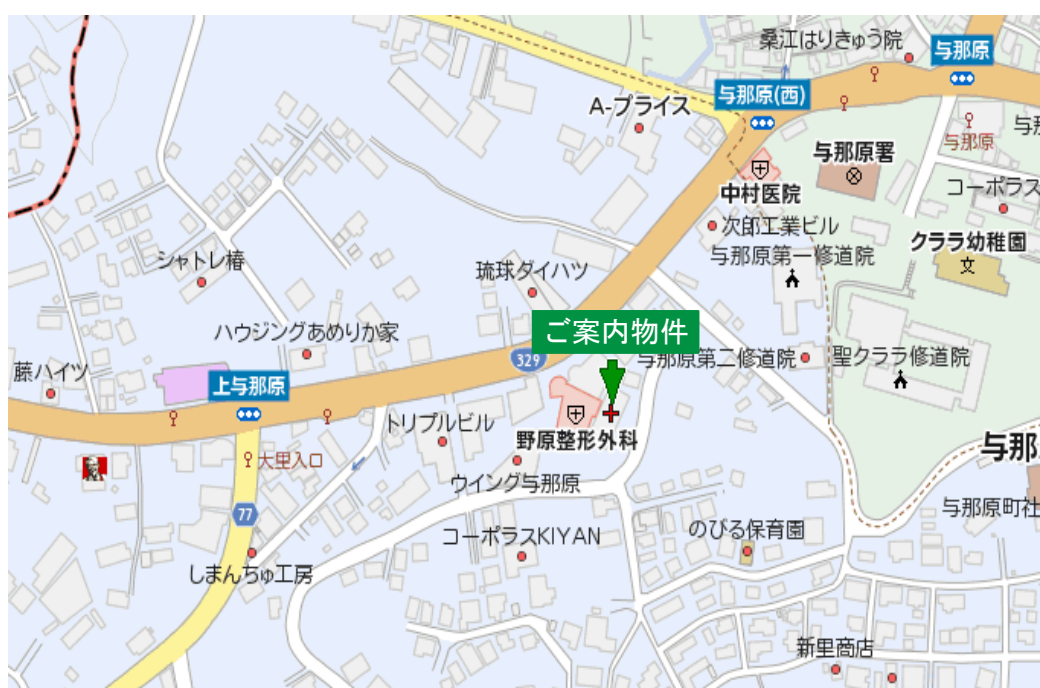 桑江はりきゅう院
与那原
与那原(西)
A-プライス
与那原署
与那原
与那
中村医院
コーポラス
次郎工業ビル
クララ幼稚園
与那原第一修道院
シャトレ椿
琉球ダイハツ
ご案内物件
ハウジングあめりか家
329
与那原第二修道院
聖クララ修道院
藤ハイツ
上与那原
トリプルビル
野原整形外科
大里入口
与那
ウイング与那原
77
与那原町社
のびる保育園
コーポラスKIYAN
しまんちゅ工房
新里商店